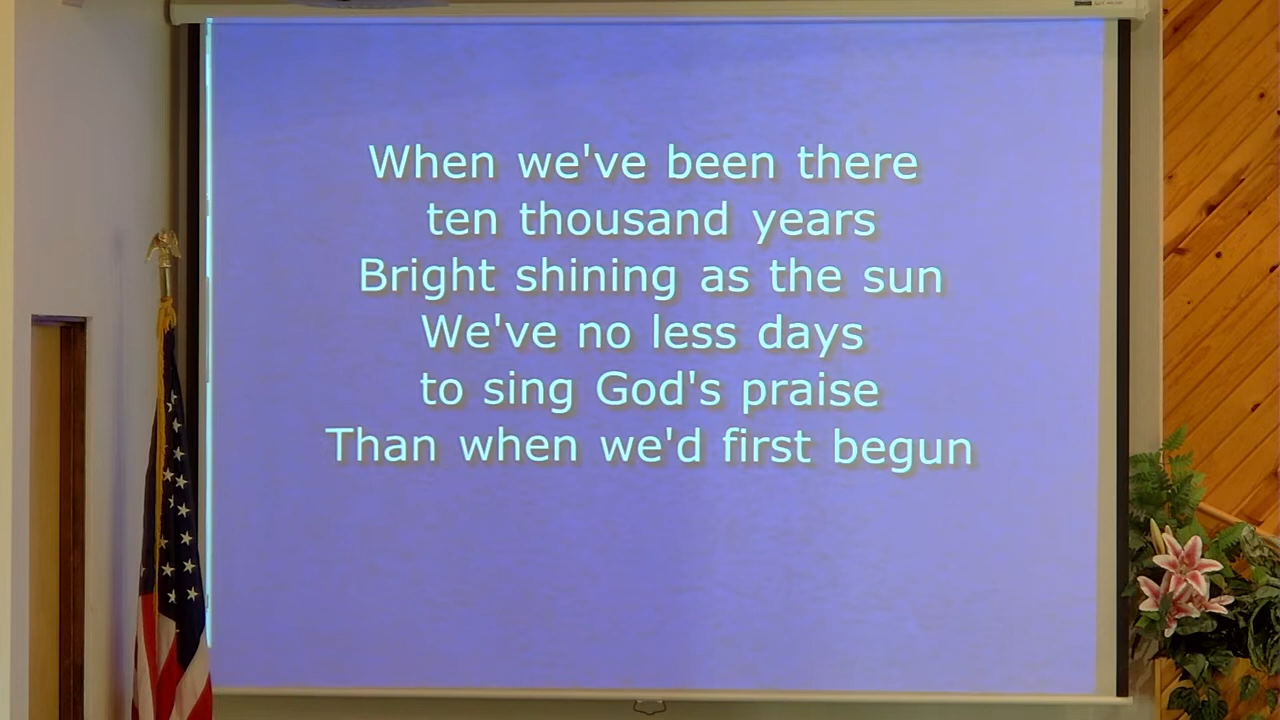 When we've been there
ten thousand years
Bright shining as the sun
We've no less days
to sing God's praise
Than when we'd first begun